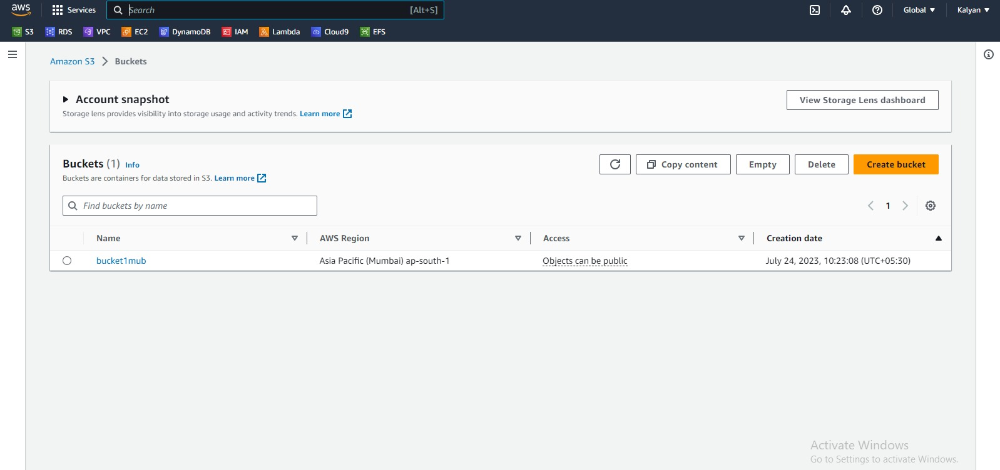 aws Services Search [Alt+S] Global Kalyan
S3 RDS VPC EC2 DynamoDB IAM Lambda Cloud9 EFS
Amazon S3 > Buckets
Account snapshot
View Storage Lens dashboard
Storage lens provides visibility into storage usage and activity trends. Learn more
Buckets (1) Info
Copy content Empty Delete Create bucket
Buckets are containers for data stored in S3. Learn more
Find buckets by name
1
Name AWS Region Access Creation date
bucket1mub Asia Pacific (Mumbai) ap-south-1 Objects can be public July 24, 2023, 10:23:08 (UTC+05:30)
Activate Windows
Go to Settings to activate Windows.